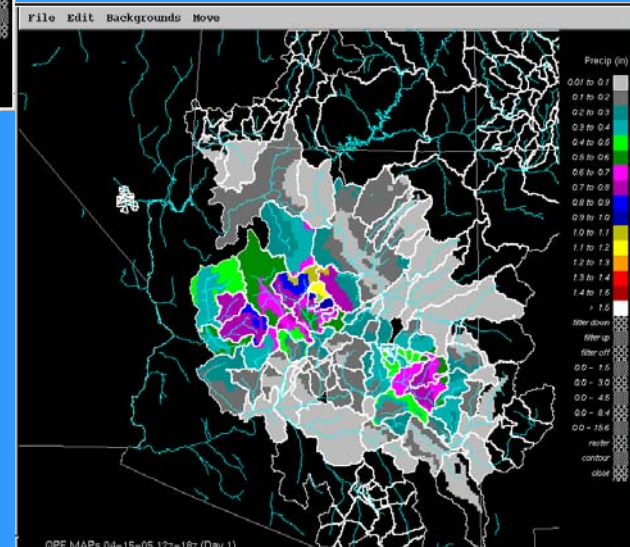 File Edit Backgrounds Move
Precip (in)
0.01 to 0.1
0.1 to 0.2
0.2 to 0.3
0.3 to 0.4
0.4 to 0.5
0.5 to 0.6
0.6 to 0.7
0.7 to 0.8
0.8 to 0.9
0.9 to 1.0
1.0 to 1.1
1.1 to 1.2
1.2 to 1.3
1.3 to 1.4
1.4 to 1.5
> 1.5
filter down
filter up
filter off
0.0 - 1.5
0.0 - 3.0
0.0 - 4.5
0.0 - 8.4
0.0 - 15.6
raster
contour
close
QPF MAPs 04-15-05 12z-18z (Day 1)